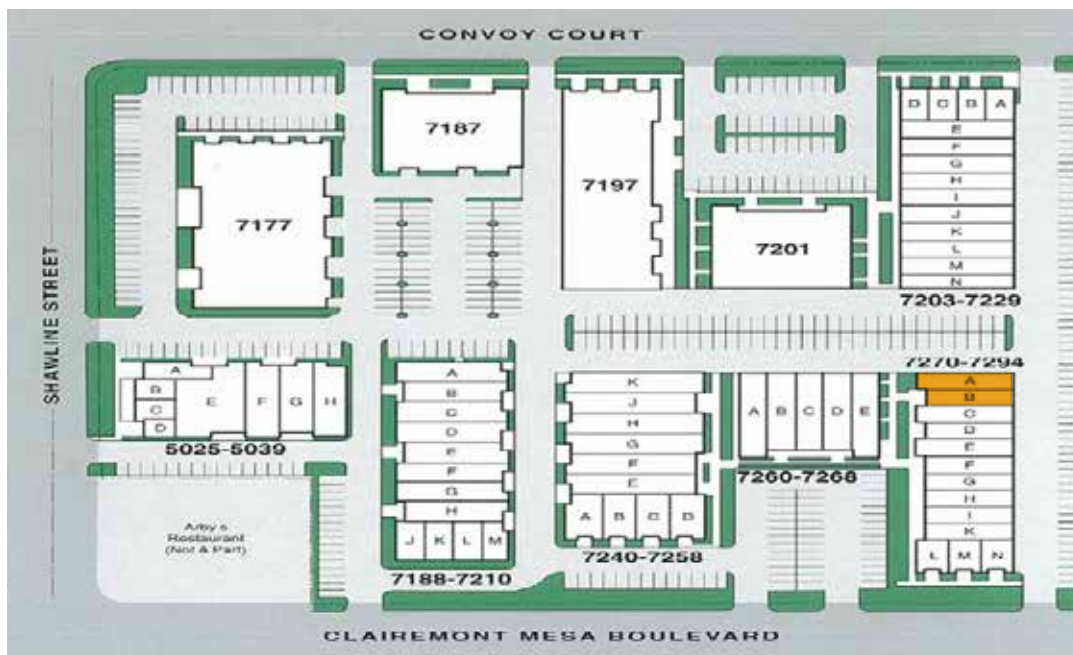 CONVOY COURT
SHAWLINE STREET
7177
7187
7197
7201
D C B A
E
F
G
H
I
J
K
L
M
N
7203-7229
A
B
C
D
E F G H
5025-5039
Arby's
Restaurant
(Not A Part)
A
B
C
D
E
F
G
H
J K L M
7188-7210
K
J
H
G
F
E
A B C D
7240-7258
A B C D E
7260-7268
7270-7294
A
B
C
D
E
F
G
H
I
K
L M N
CLAIREMONT MESA BOULEVARD